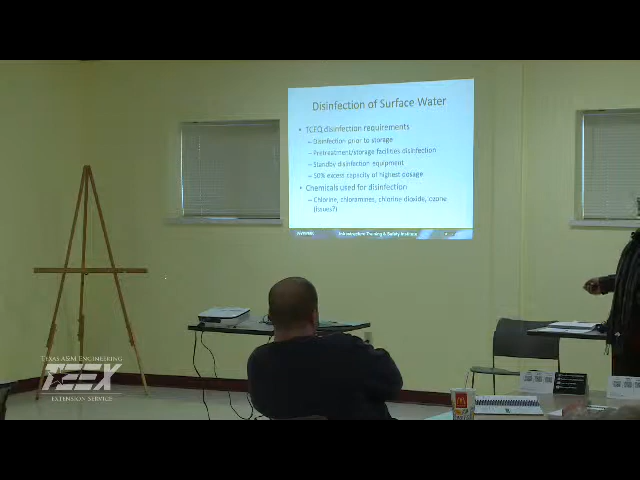 Disinfection of Surface Water
• TCEQ disinfection requirements
– Disinfection prior to storage
– Pretreatment/storage facilities disinfection
– Standby disinfection equipment
– 50% excess capacity of highest dosage
• Chemicals used for disinfection
– Chlorine, chloramines, chlorine dioxide, ozone
(issues?)
Infrastructure Training & Safety Institute
TEXAS A&M ENGINEERING
TEEX
EXTENSION SERVICE